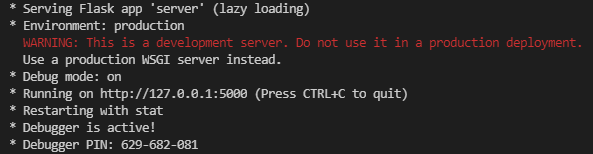 * Serving Flask app 'server' (lazy loading)
* Environment: production
WARNING: This is a development server. Do not use it in a production deployment.
Use a production WSGI server instead.
* Debug mode: on
* Running on http://127.0.0.1:5000 (Press CTRL+C to quit)
* Restarting with stat
* Debugger is active!
* Debugger PIN: 629-682-081